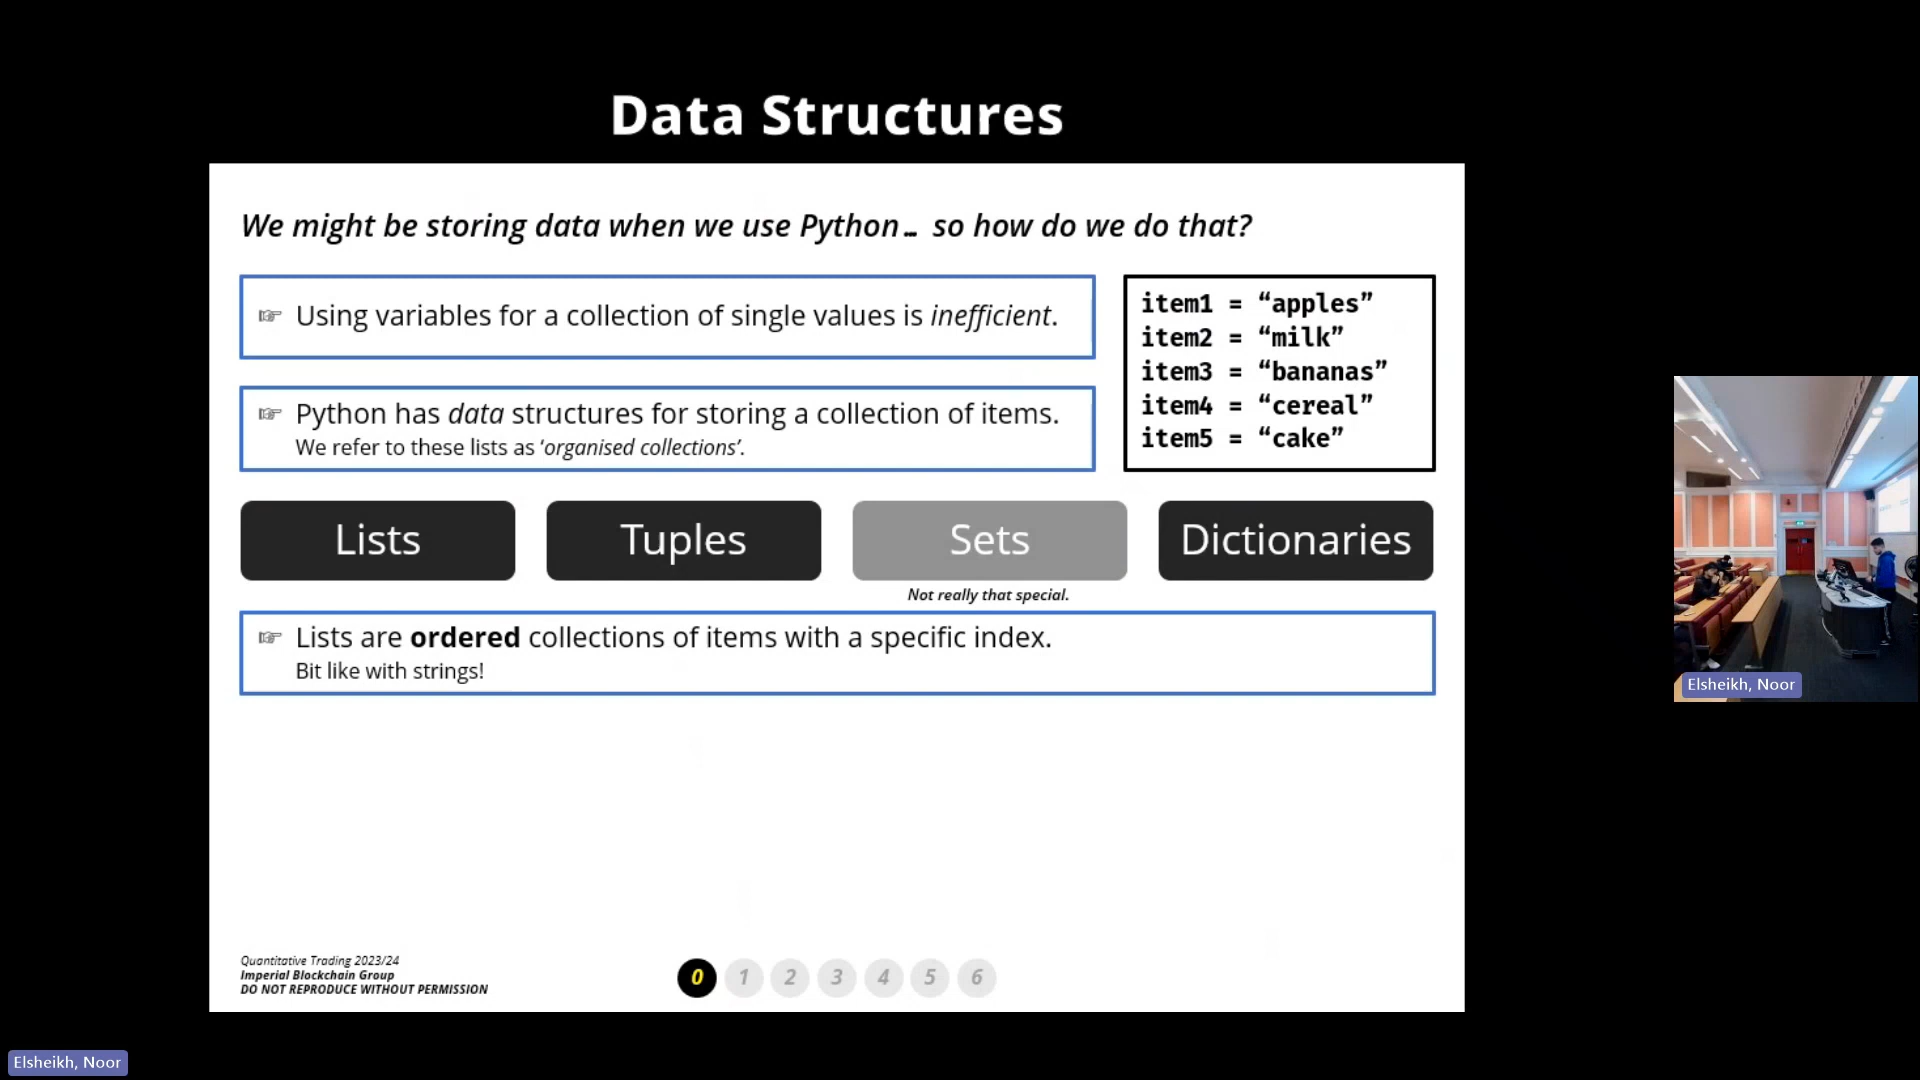 Data Structures
We might be storing data when we use Python… so how do we do that?
☞ Using variables for a collection of single values is inefficient.
☞ Python has data structures for storing a collection of items.
We refer to these lists as ‘organised collections’.
item1 = “apples”
item2 = “milk”
item3 = “bananas”
item4 = “cereal”
item5 = “cake”
Lists
Tuples
Sets
Dictionaries
Not really that special.
☞ Lists are ordered collections of items with a specific index.
Bit like with strings!
Quantitative Trading 2023/24
Imperial Blockchain Group
DO NOT REPRODUCE WITHOUT PERMISSION
0 1 2 3 4 5 6
Elsheikh, Noor
Elsheikh, Noor